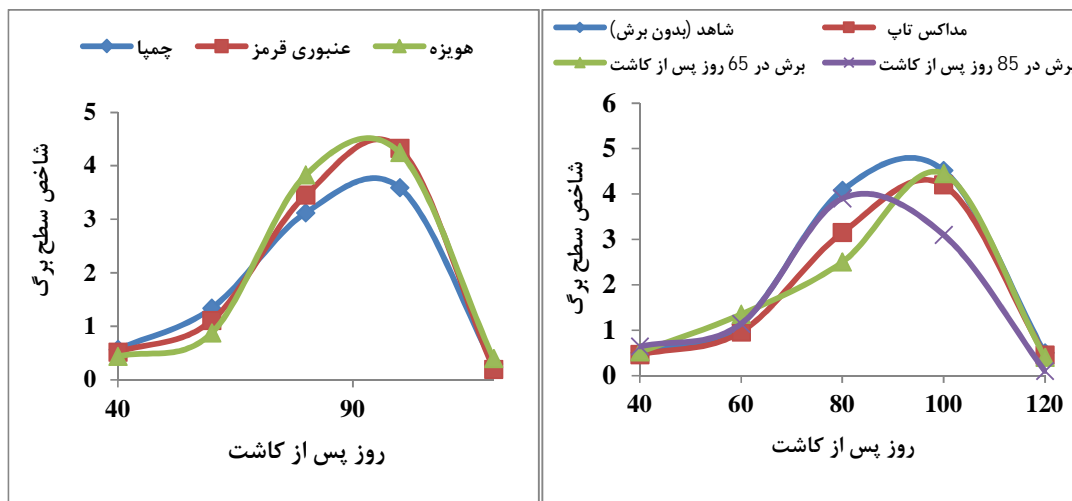 چمپا عنبوری قرمز هویزه
5
4
3
2
1
0
شاخص سطح برگ
40 90
روز پس از کاشت
شاهد (بدون برش) مداکس تاپ
برش در 65 روز پس از کاشت برش در 85 روز پس از کاشت
6
5
4
3
2
1
0
شاخص سطح برگ
40 60 80 100 120
روز پس از کاشت